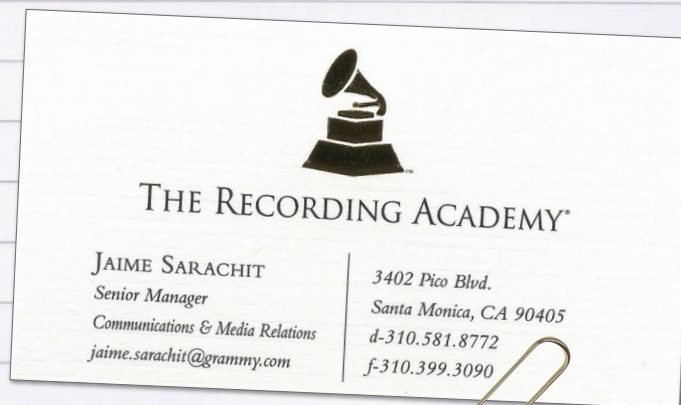 THE RECORDING ACADEMY®
JAIME SARACHIT
Senior Manager
Communications & Media Relations
jaime.sarachit@grammy.com
3402 Pico Blvd.
Santa Monica, CA 90405
d-310.581.8772
f-310.399.3090